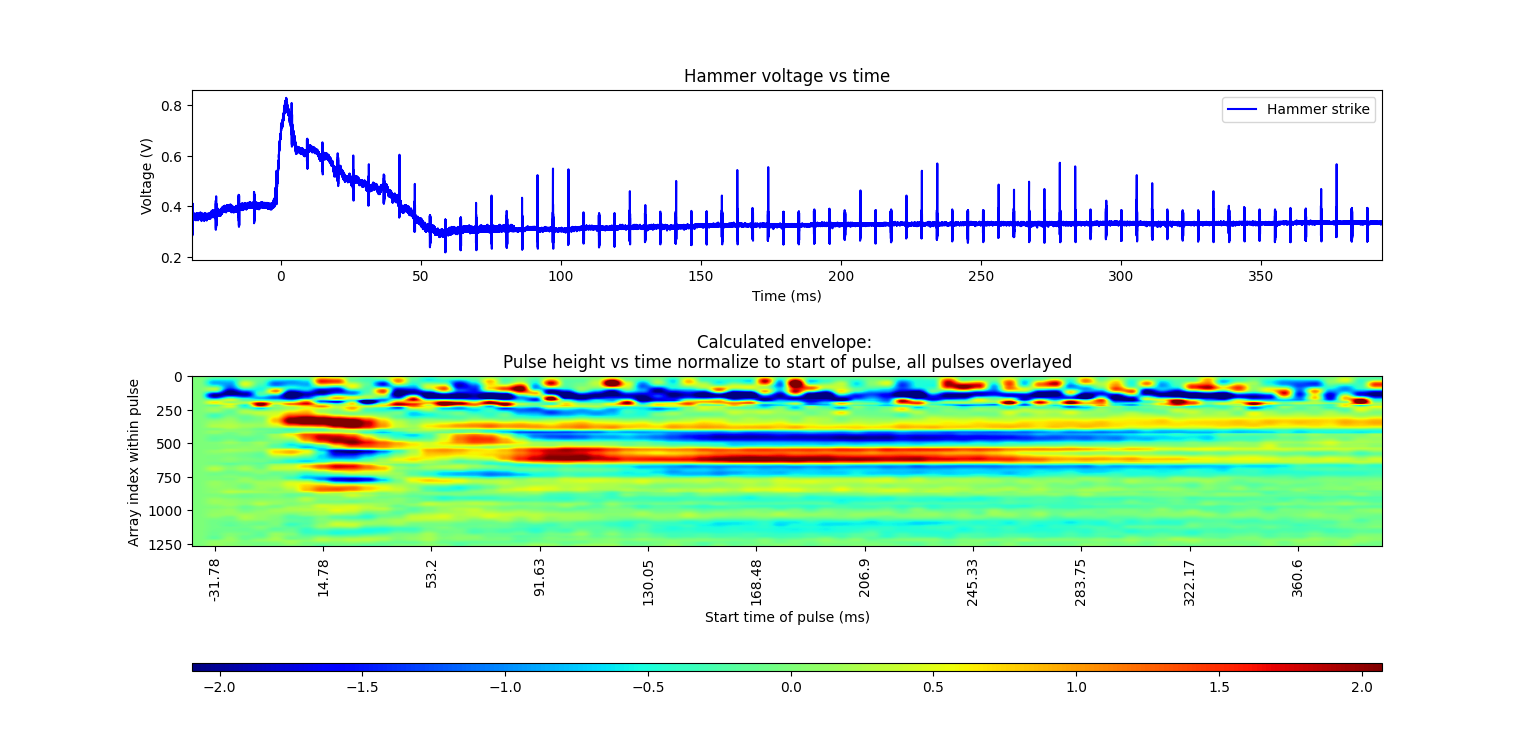 Hammer voltage vs time
Hammer strike
0.8
0.6
0.4
0.2
Voltage (V)
0 50 100 150 200 250 300 350
Time (ms)
Calculated envelope:
Pulse height vs time normalize to start of pulse, all pulses overlayed
0
250
500
750
1000
1250
Array index within pulse
-31.78 14.78 53.2 91.63 130.05 168.48 206.9 245.33 283.75 322.17 360.6
Start time of pulse (ms)
−2.0 −1.5 −1.0 −0.5 0.0 0.5 1.0 1.5 2.0